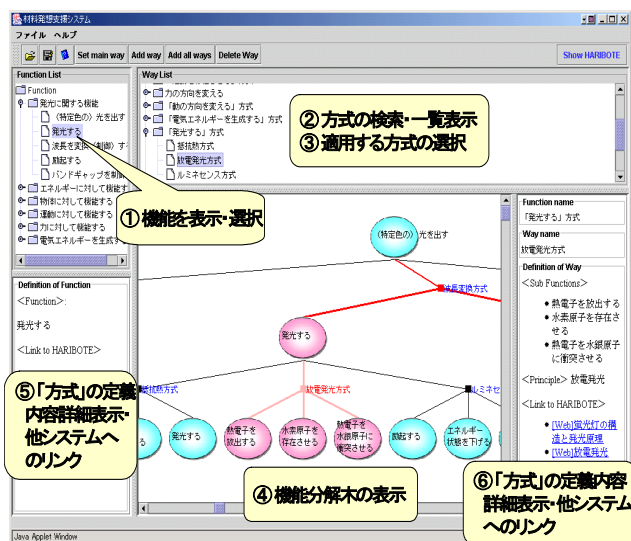 材料発想支援システム
ファイル ヘルプ
Set main way Add way Add all ways Delete Way Show HARIBOTE
Function List
Function
発光に関する機能
(特定色の) 光を出す
発光する
波長を変換(制御) す
励起する
バンドギャップを制御
エネルギーに対して機能す
物体に対して機能する
運動に対して機能する
力に対して機能する
電気エネルギーを生成す
Way List
力の方向を変える
「動の方向を変える」方式
「電気エネルギーを生成する」方式
「発光する」方式
抵抗熱方式
放電発光方式
ルミネセンス方式
②方式の検索・一覧表示
③適用する方式の選択
①機能を表示・選択
Definition of Function
<Function>:
発光する
<Link to HARIBOTE>
⑤「方式」の定義
内容詳細表示・
他システムへ
のリンク
(特定色の) 光を出す
波長変換方式
発光する
抵抗熱方式
放電発光方式
ルミネセ
る
発光する
熱電子を
放出する
水素原子を
存在させる
熱電子を
水銀原子に
衝突させる
励起する
エネルギー
状態を下げる
④機能分解木の表示
Function name
「発光する」方式
Way name
放電発光方式
Definition of Way
<Sub Functions>
• 熱電子を放出する
• 水素原子を存在さ
せる
• 熱電子を水銀原子
に衝突させる
<Principle> 放電発光
<Link to HARIBOTE>
• [Web]蛍光灯の構
造と発光原理
• [Web]放電発光
⑥「方式」の定義内容
詳細表示・他システム
へのリンク
Java Applet Window